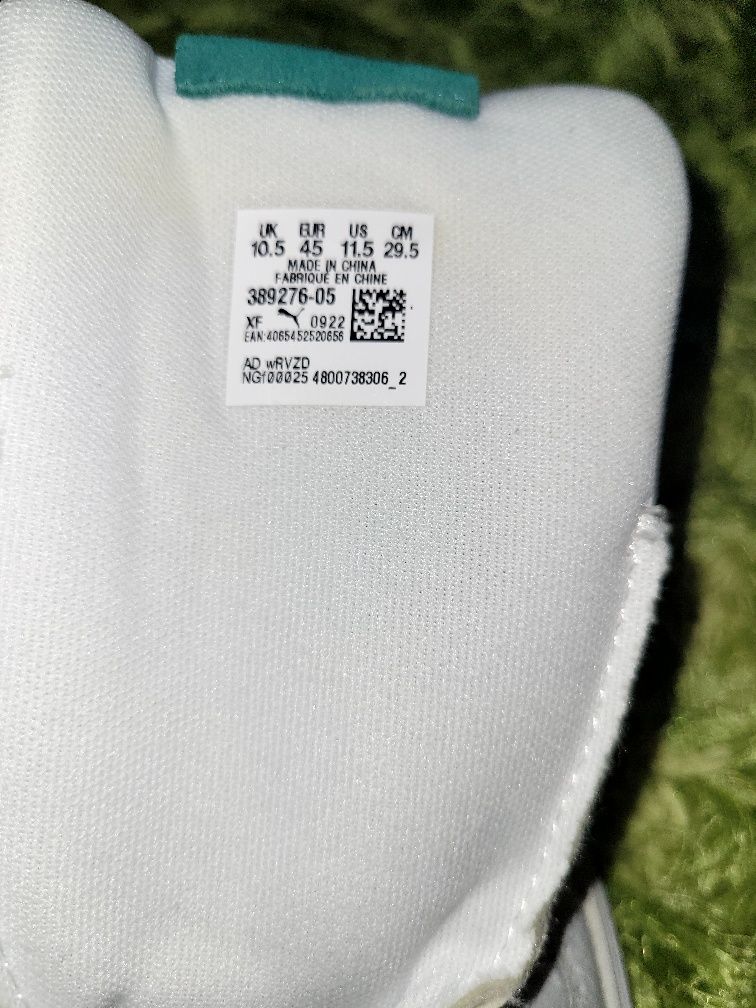 UK EUR US CM
10.5 45 11.5 29.5
MADE IN CHINA
FABRIQUÉ EN CHINE
389276-05
XF 0922
EAN:4065452520656
AD wRVZD
NGf00025 4800738306_2